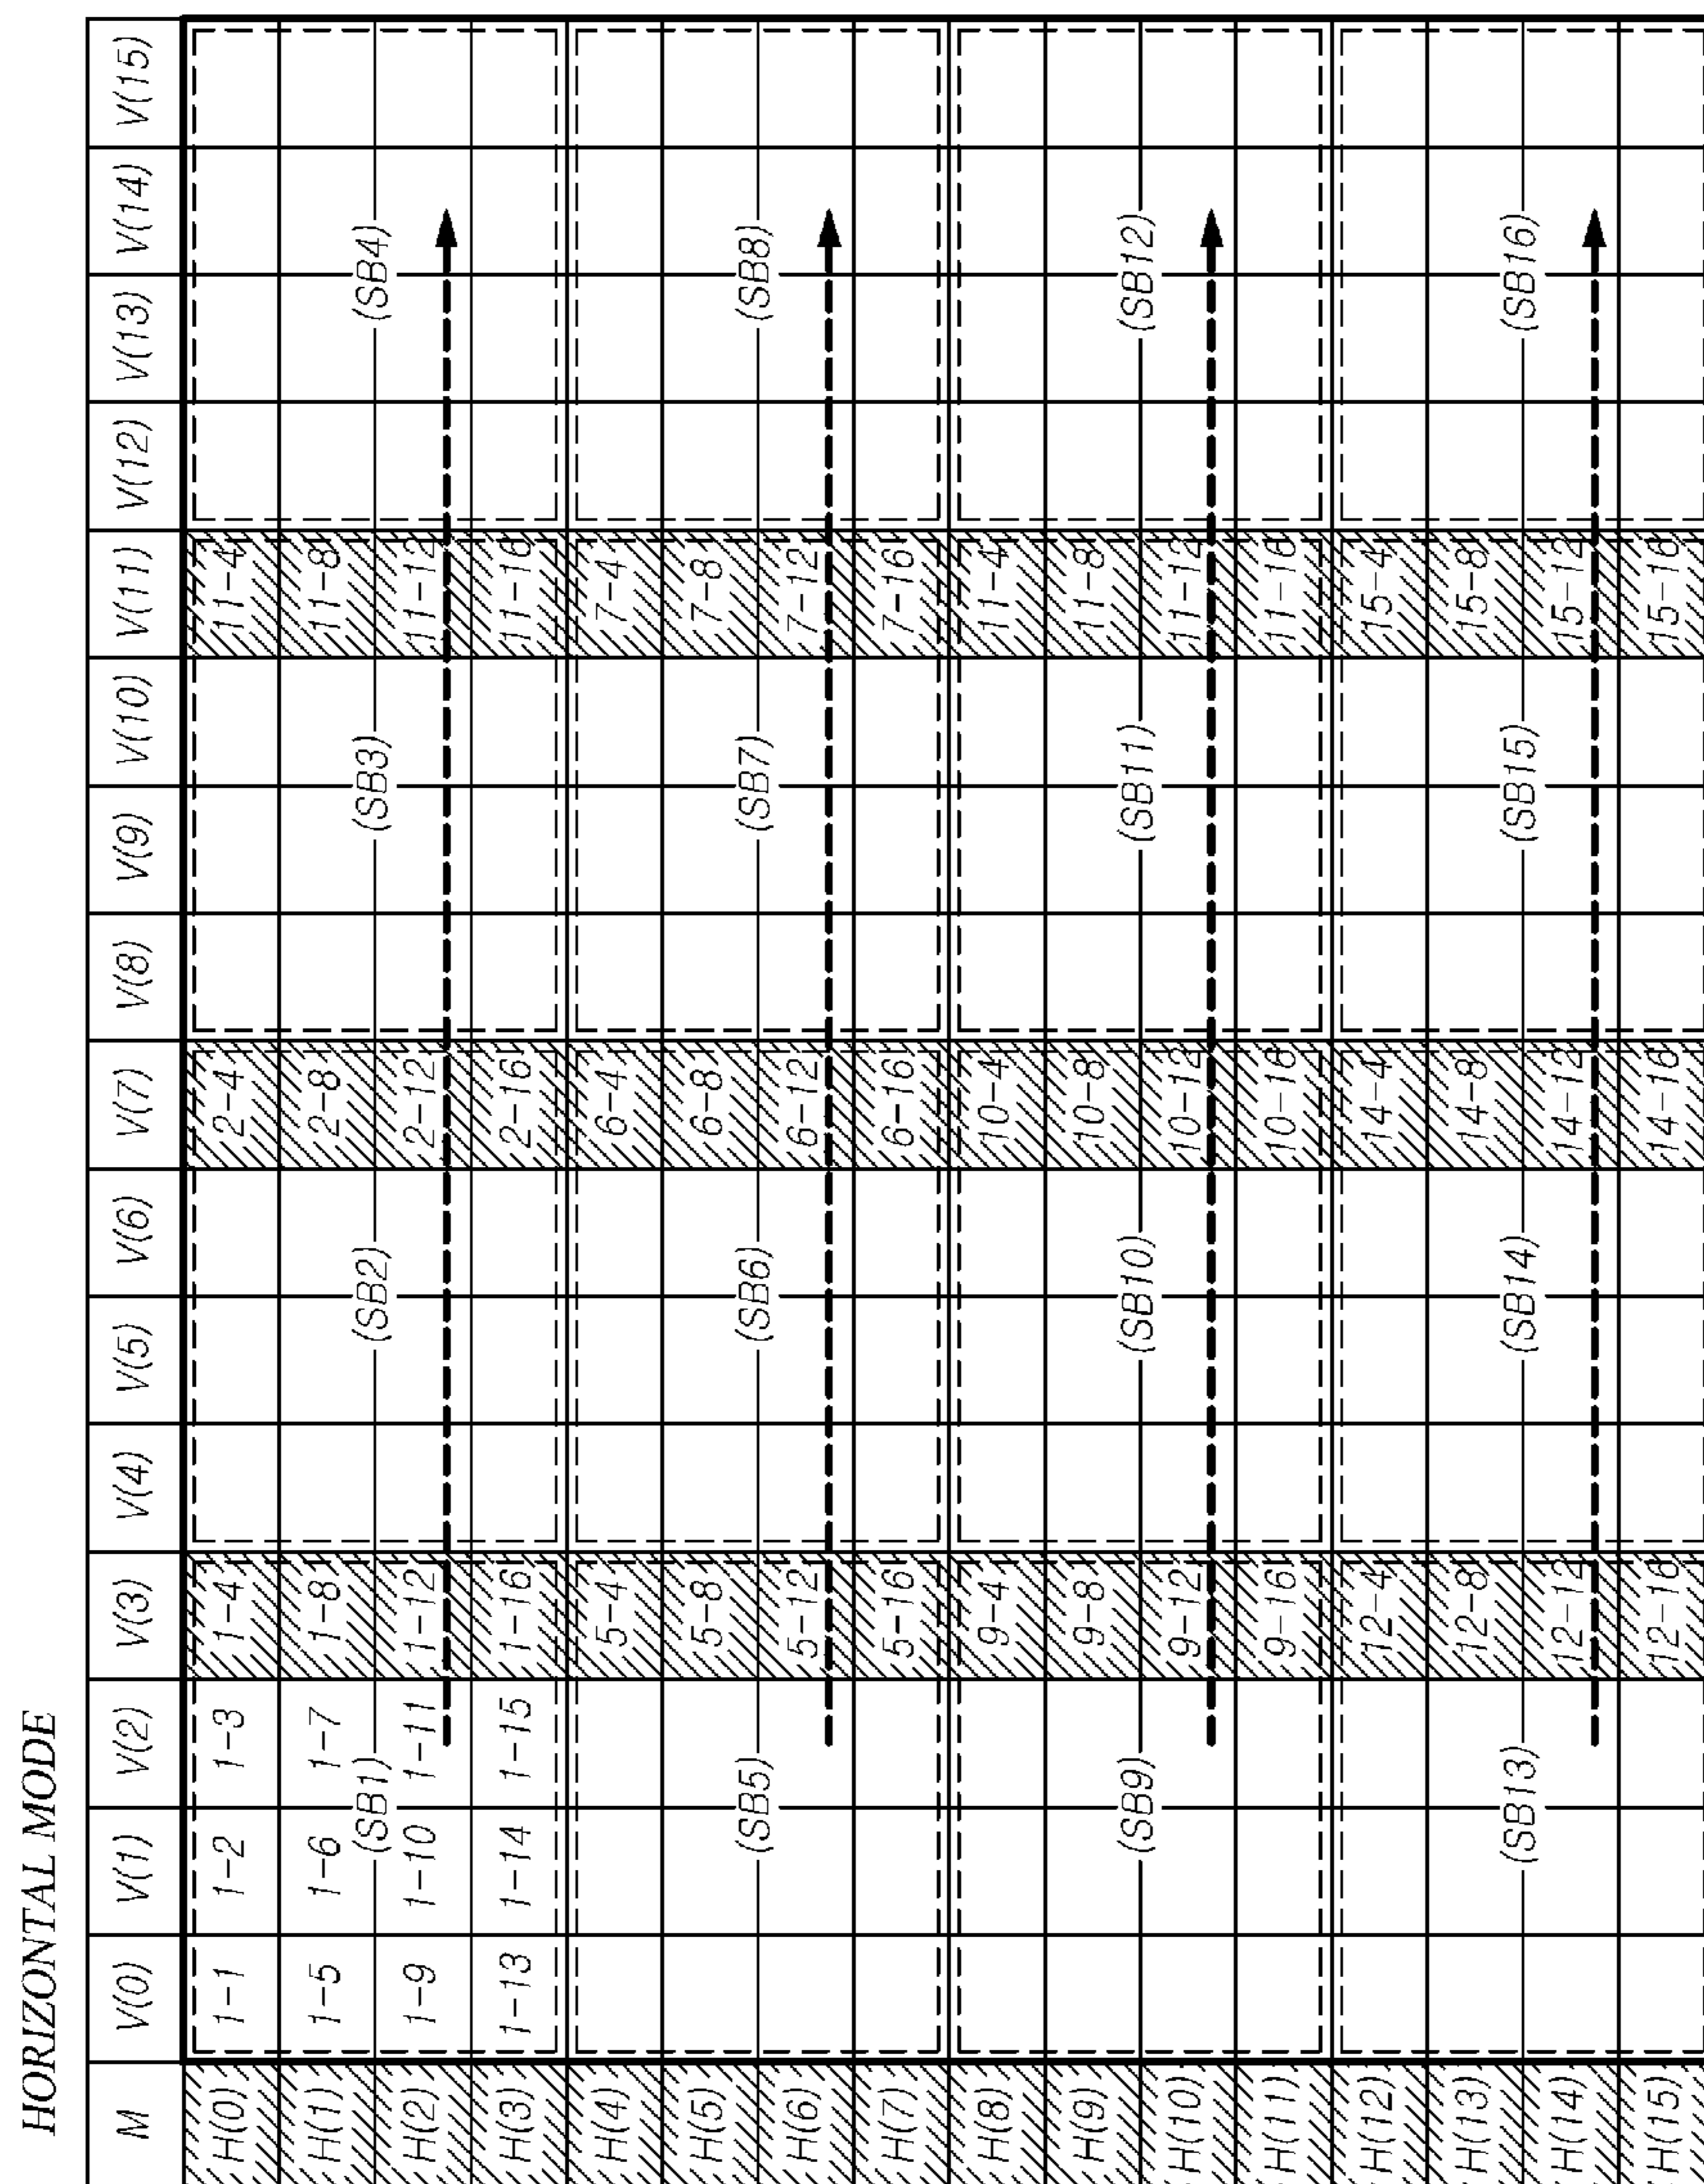 HORIZONTAL MODE
M V(0) V(1) V(2) V(3) V(4) V(5) V(6) V(7) V(8) V(9) V(10) V(11) V(12) V(13) V(14) V(15)
H(0) 1-1 1-2 1-3 1-4 2-4 11-4
H(1) 1-5 1-6 1-7 1-8 2-8 11-8
(SB1) (SB2) (SB3) (SB4)
H(2) 1-9 1-10 1-11 11-12 2-12 11-12
H(3) 1-13 1-14 1-15 1-16 2-16 11-16
H(4) 5-4 6-4 7-4
H(5) 5-8 6-8 7-8
(SB5) (SB6) (SB7) (SB8)
H(6) 5-12 6-12 7-12
H(7) 5-16 6-16 7-16
H(8) 9-4 10-4 11-4
H(9) 9-8 10-8 11-8
(SB9) (SB10) (SB11) (SB12)
H(10) 9-12 10-12 11-12
H(11) 9-16 10-16 11-16
H(12) 12-4 14-4 15-4
H(13) 12-8 14-8 15-8
(SB13) (SB14) (SB15) (SB16)
H(14) 12-12 14-12 15-12
H(15) 12-16 14-16 15-16